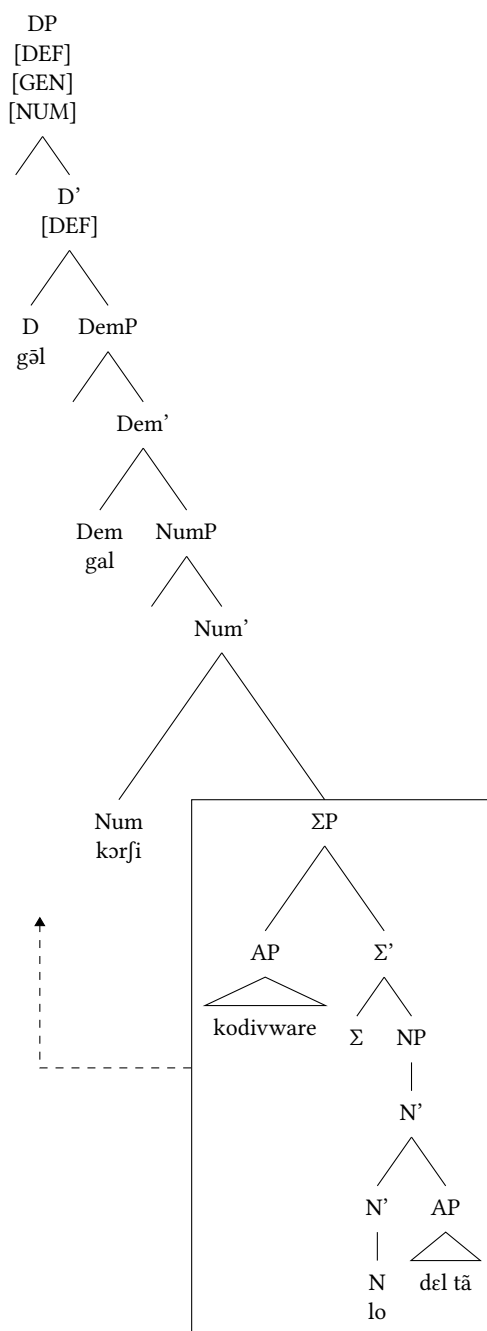 DP
[DEF]
[GEN]
[NUM]
D’
[DEF]
D DemP
gə̄l
Dem’
Dem NumP
gal
Num’
Num ΣP
kɔrʃi
AP Σ’
kodivware Σ NP
N’
N’ AP
N dɛl tã
lo